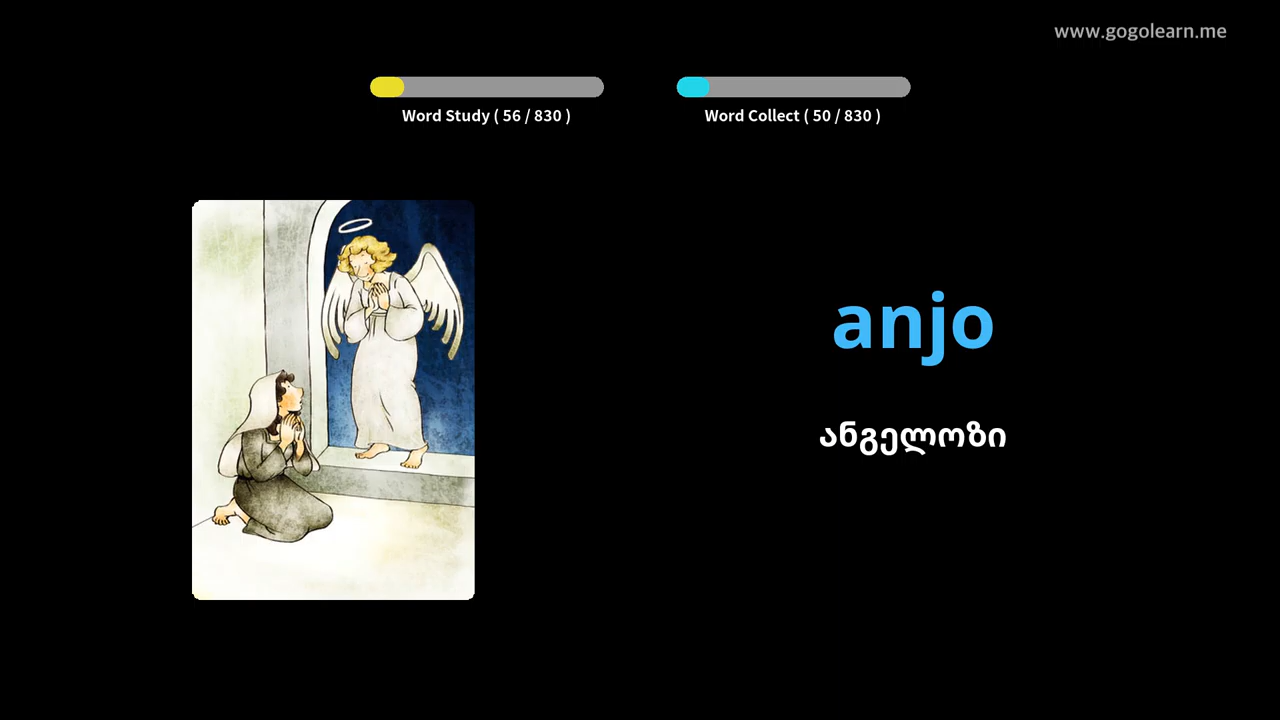 www.gogolearn.me
Word Study ( 56 / 830 )
Word Collect ( 50 / 830 )
anjo
ანგელოზი